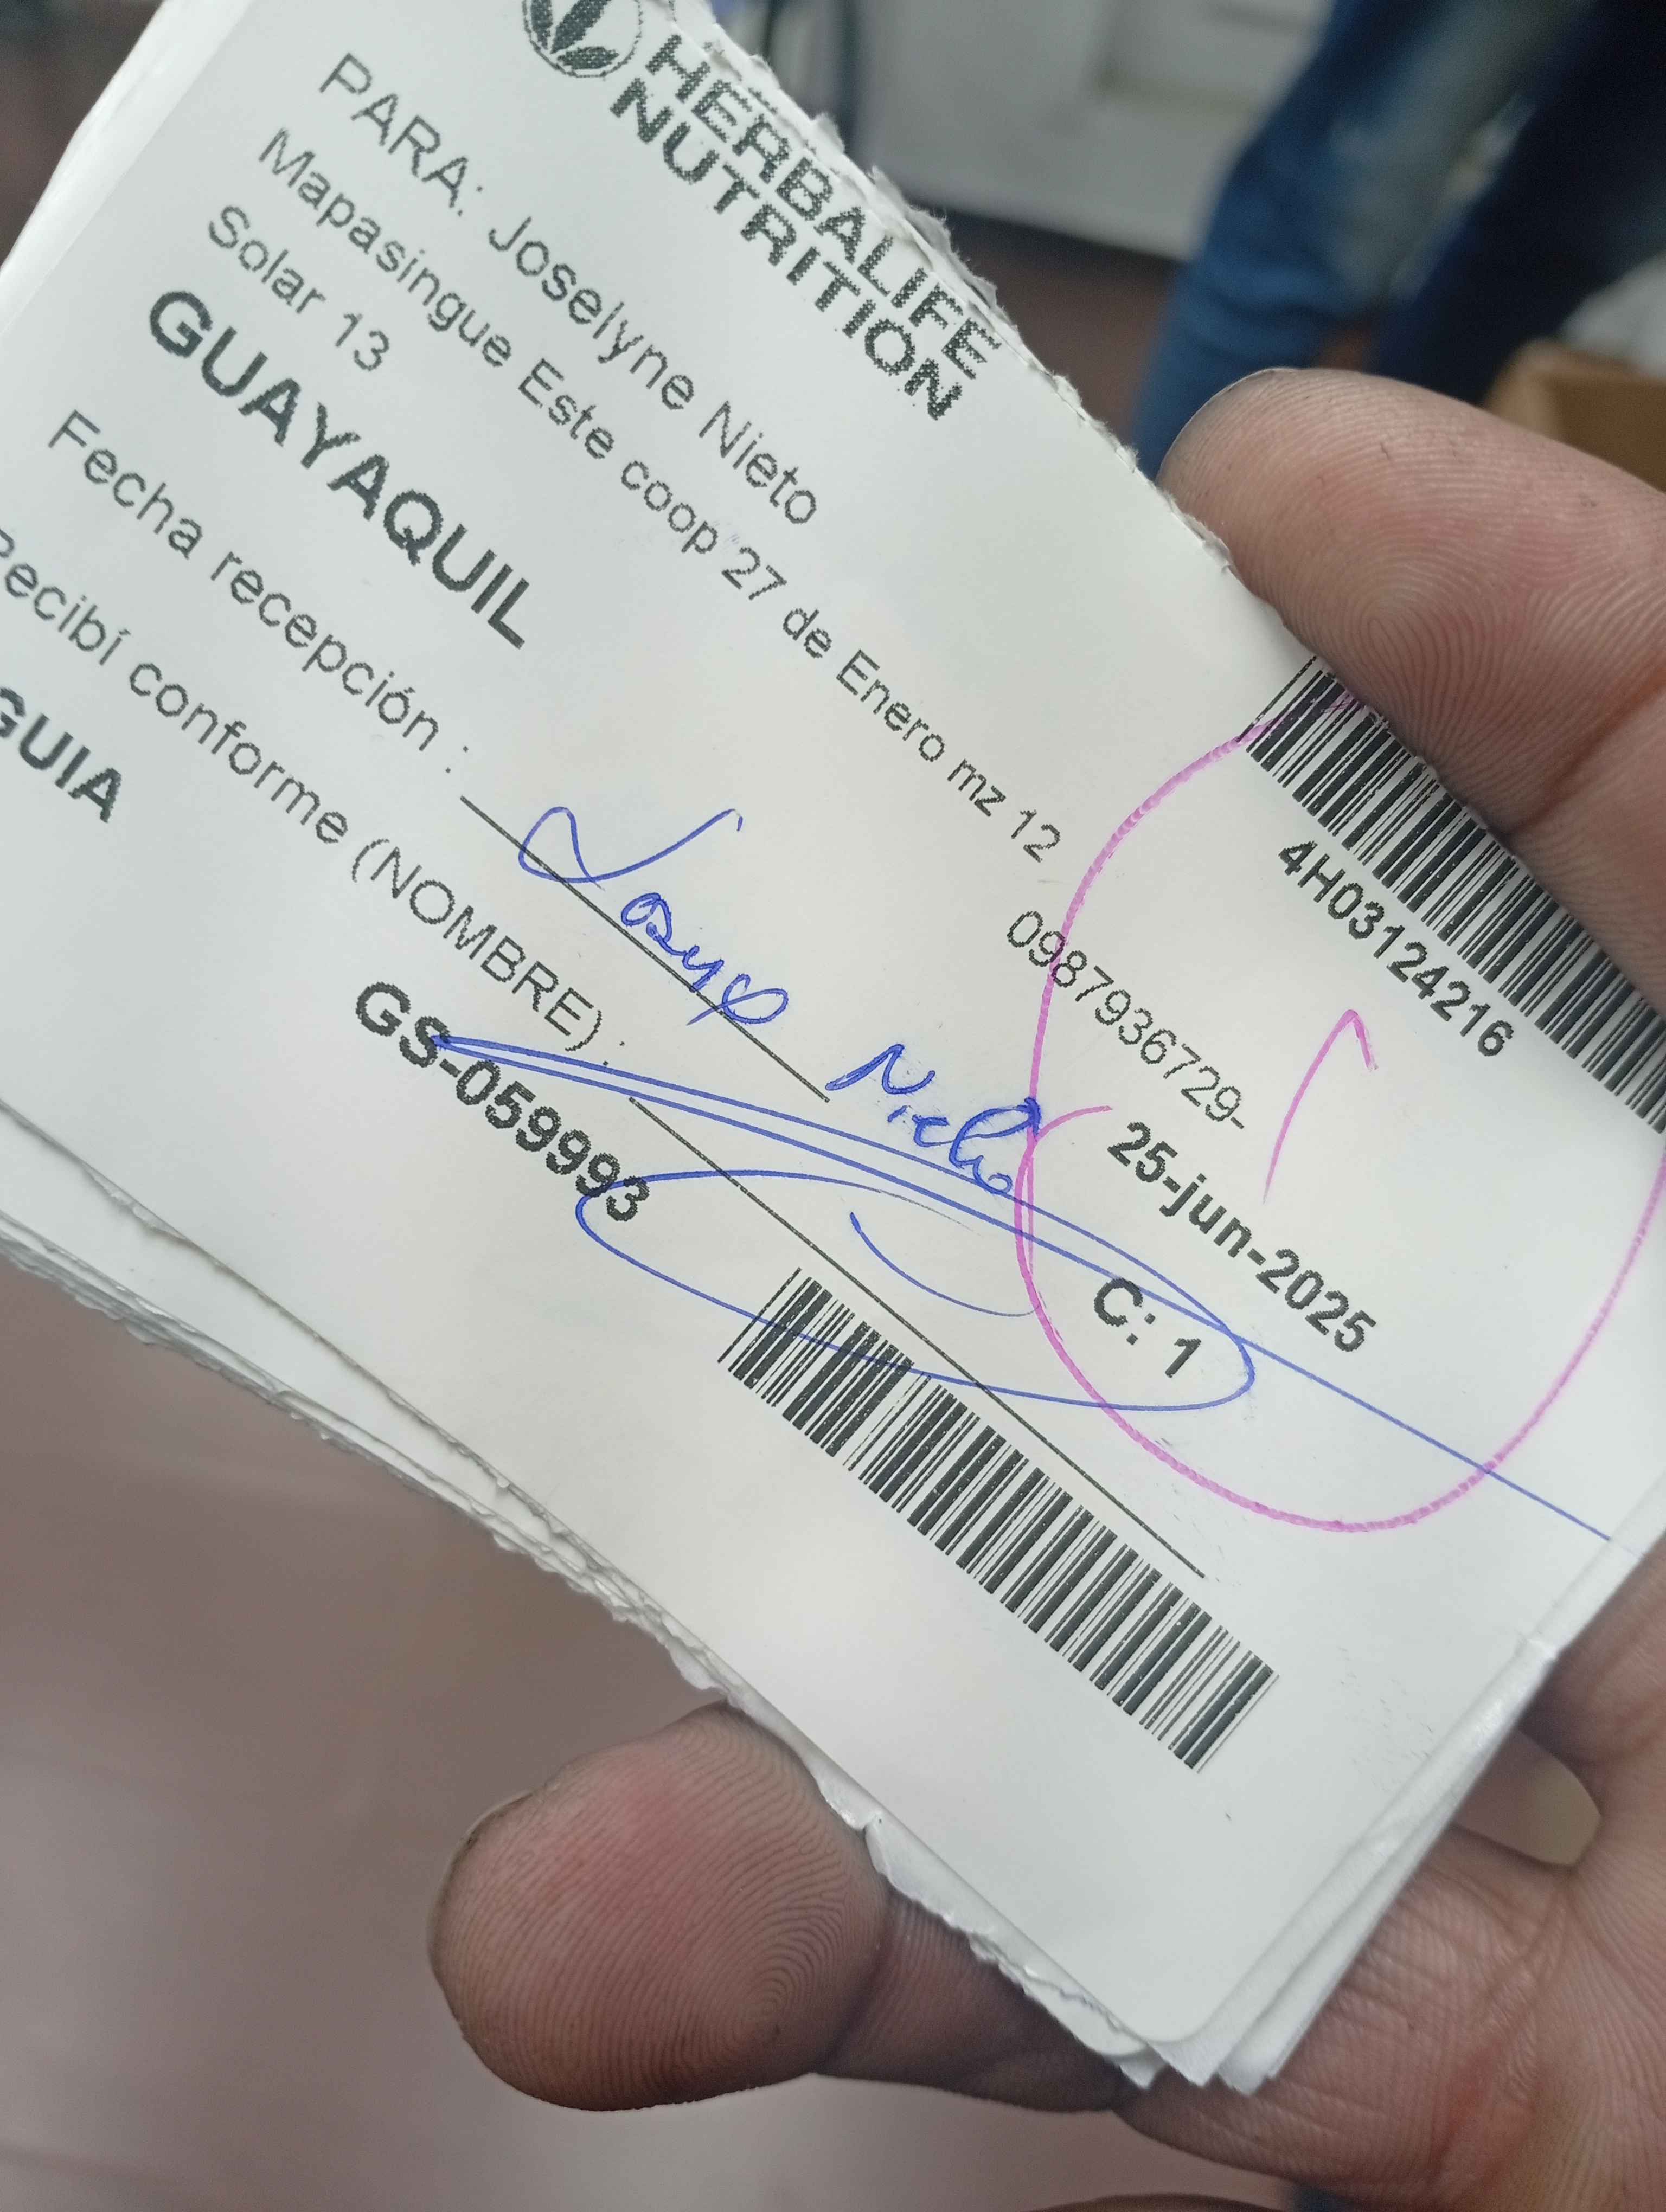 HERBALIFE
NUTRITION
4H03124216
PARA: Joselyne Nieto
Mapasingue Este coop 27 de Enero mz 12
Solar 13
0987936729-
GUAYAQUIL
25-jun-2025
Fecha recepción :
C: 1
Recibí conforme (NOMBRE) :
Nieto
GUIA
GS-059993